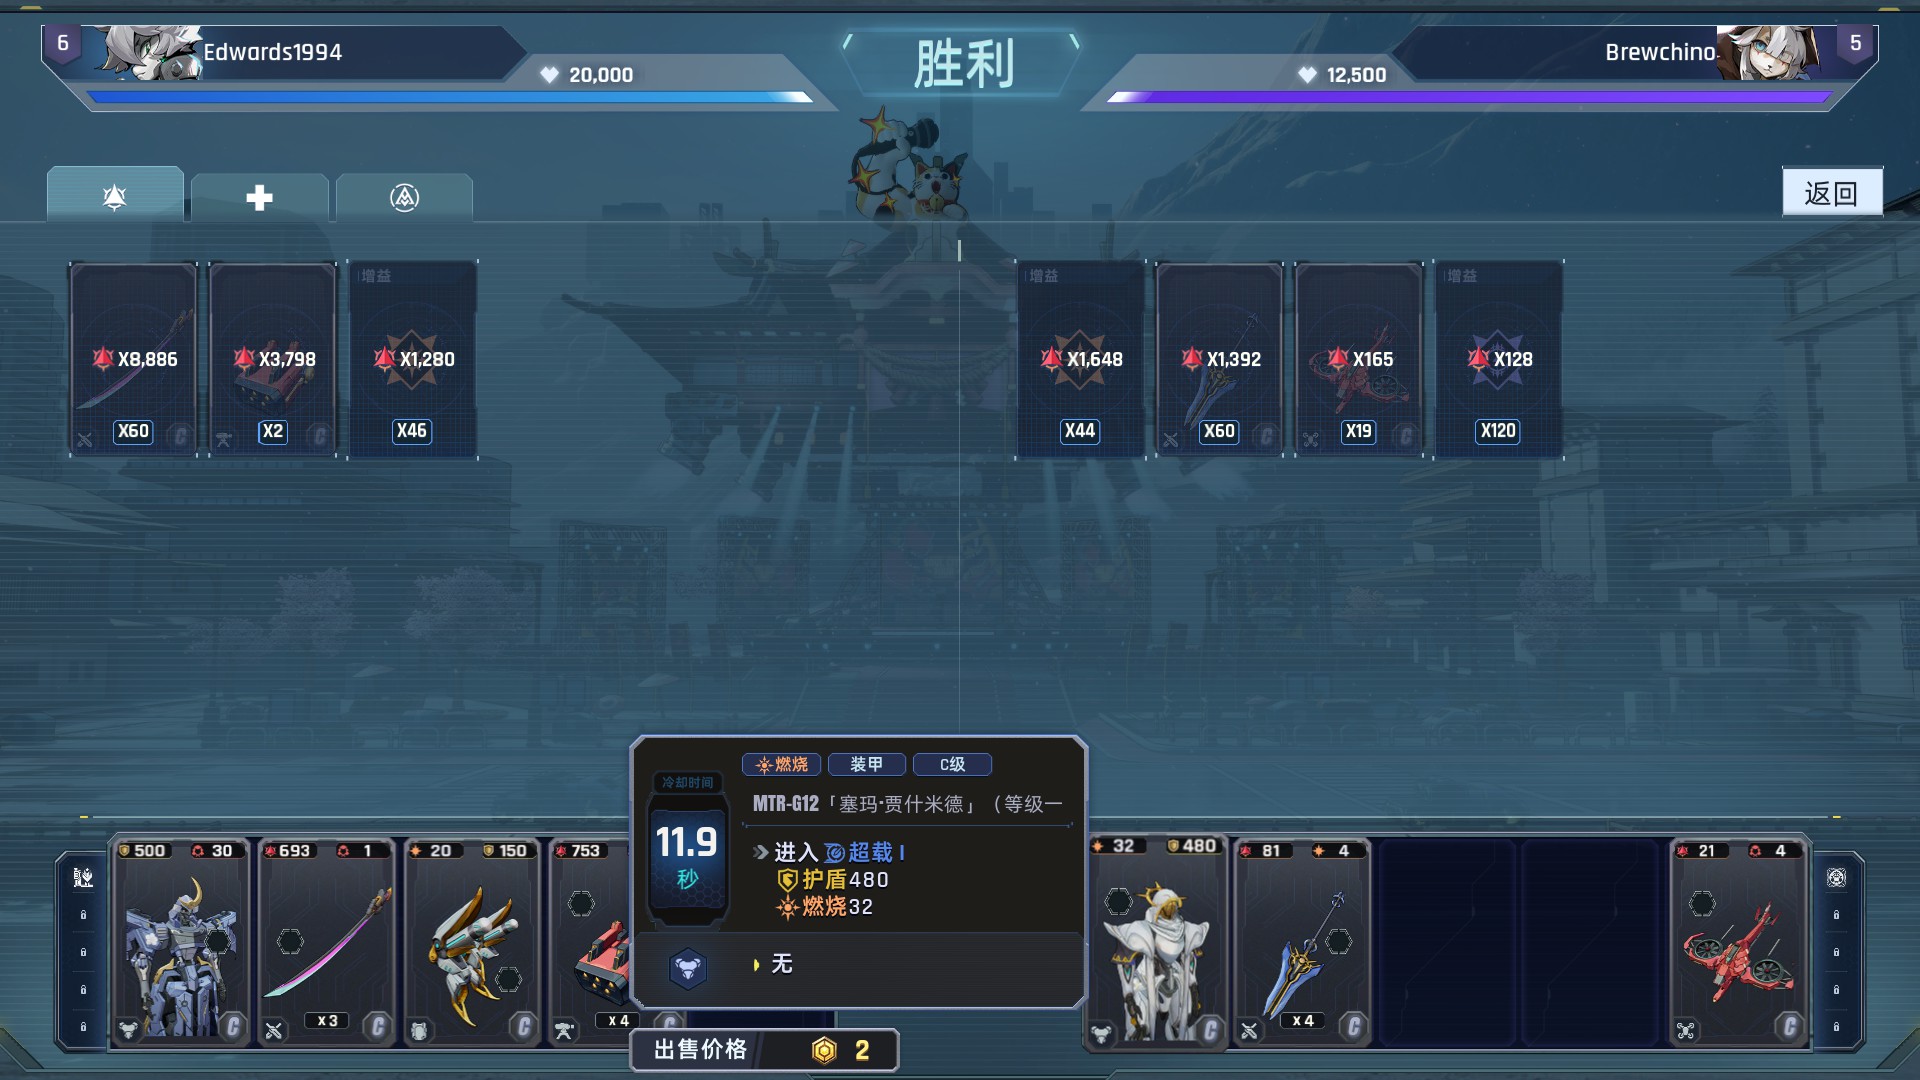 6
Edwards1994
20,000
胜利
12,500
Brewchino
5
返回
X8,886
X60
X3,798
X2
增益
X1,280
X46
增益
X1,648
X44
X1,392
X60
X165
X19
增益
X128
X120
燃烧
装甲
C级
冷却时间
11.9
秒
MTR-G12「塞玛·贾什米德」（等级一
进入 超载 I
护盾480
燃烧32
无
出售价格 2
500 30
C
693 1
x 3
C
20 150
C
753
x 4
C
32 480
C
81 4
x 4
C
21 4
C